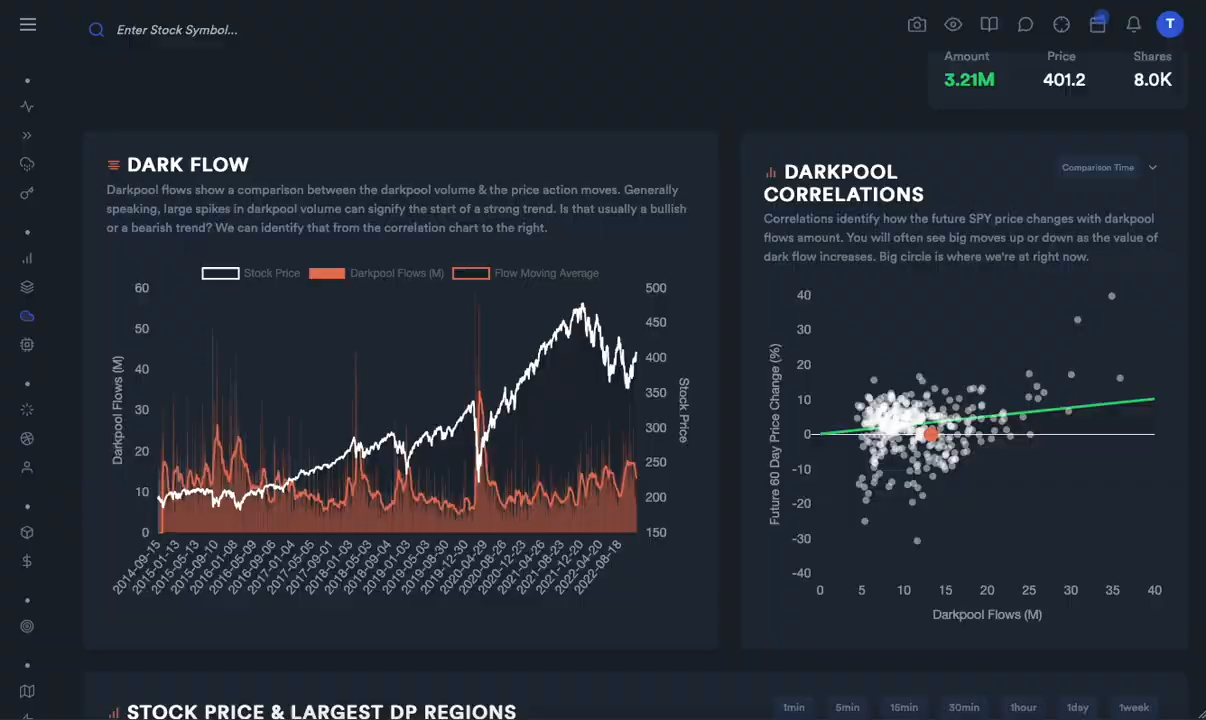 Enter Stock Symbol...
T
Amount Price Shares
3.21M 401.2 8.0K
DARK FLOW
Darkpool flows show a comparison between the darkpool volume & the price action moves. Generally
speaking, large spikes in darkpool volume can signify the start of a strong trend. Is that usually a bullish
or a bearish trend? We can identify that from the correlation chart to the right.
Stock Price Darkpool Flows (M) Flow Moving Average
60
50
40
30
20
10
0
Darkpool Flows (M)
500
450
400
350
300
250
200
150
Stock Price
2014-09-15
2015-01-13
2015-05-13
2015-09-10
2016-01-08
2016-05-09
2016-09-06
2017-01-04
2017-05-05
2017-09-01
2018-01-03
2018-05-03
2018-09-04
2019-01-03
2019-05-03
2019-08-30
2019-12-30
2020-04-29
2020-08-26
2020-12-23
2021-04-26
2021-08-23
2021-12-20
2022-04-20
2022-08-18
DARKPOOL
CORRELATIONS
Comparison Time
Correlations identify how the future SPY price changes with darkpool
flows amount. You will often see big moves up or down as the value of
dark flow increases. Big circle is where we're at right now.
40
30
20
10
0
-10
-20
-30
-40
Future 60 Day Price Change (%)
0 5 10 15 20 25 30 35 40
Darkpool Flows (M)
STOCK PRICE & LARGEST DP REGIONS
1min 5min 15min 30min 1hour 1day 1week